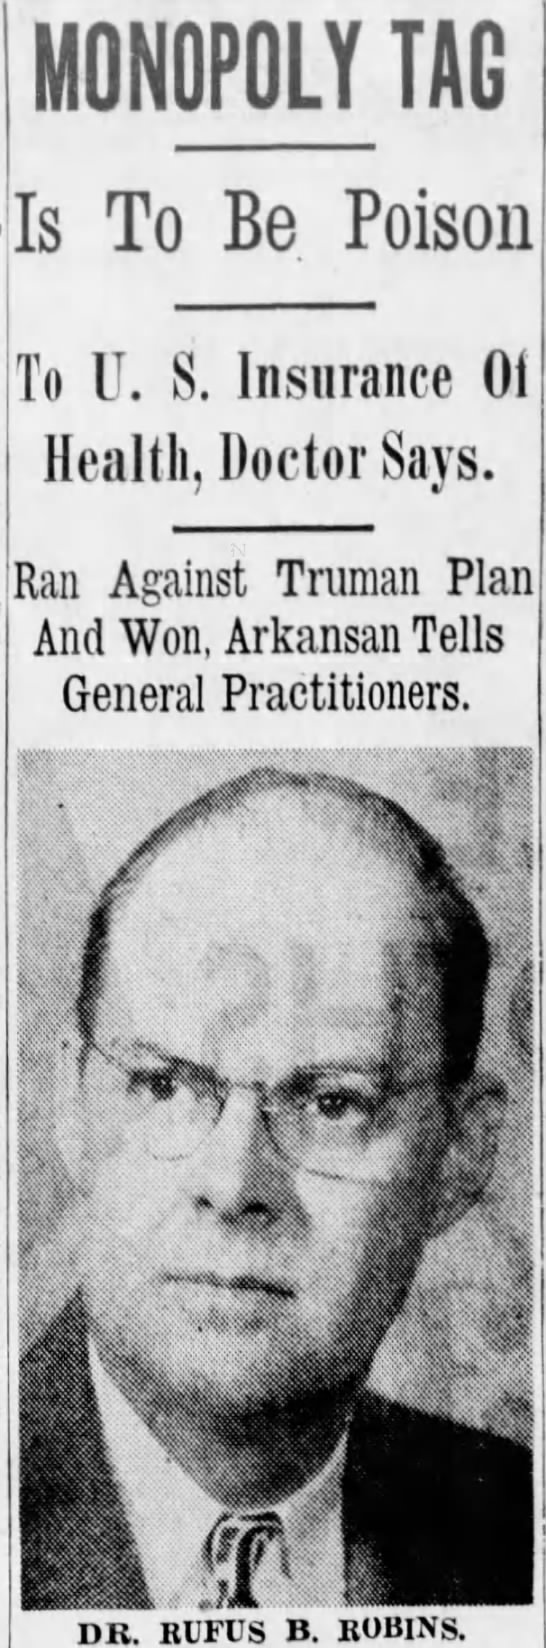 MONOPOLY TAG
Is To Be Poison
To U. S. Insurance Of
Health, Doctor Says.
Ran Against Truman Plan
And Won, Arkansan Tells
General Practitioners.
DR. RUFUS B. ROBINS.